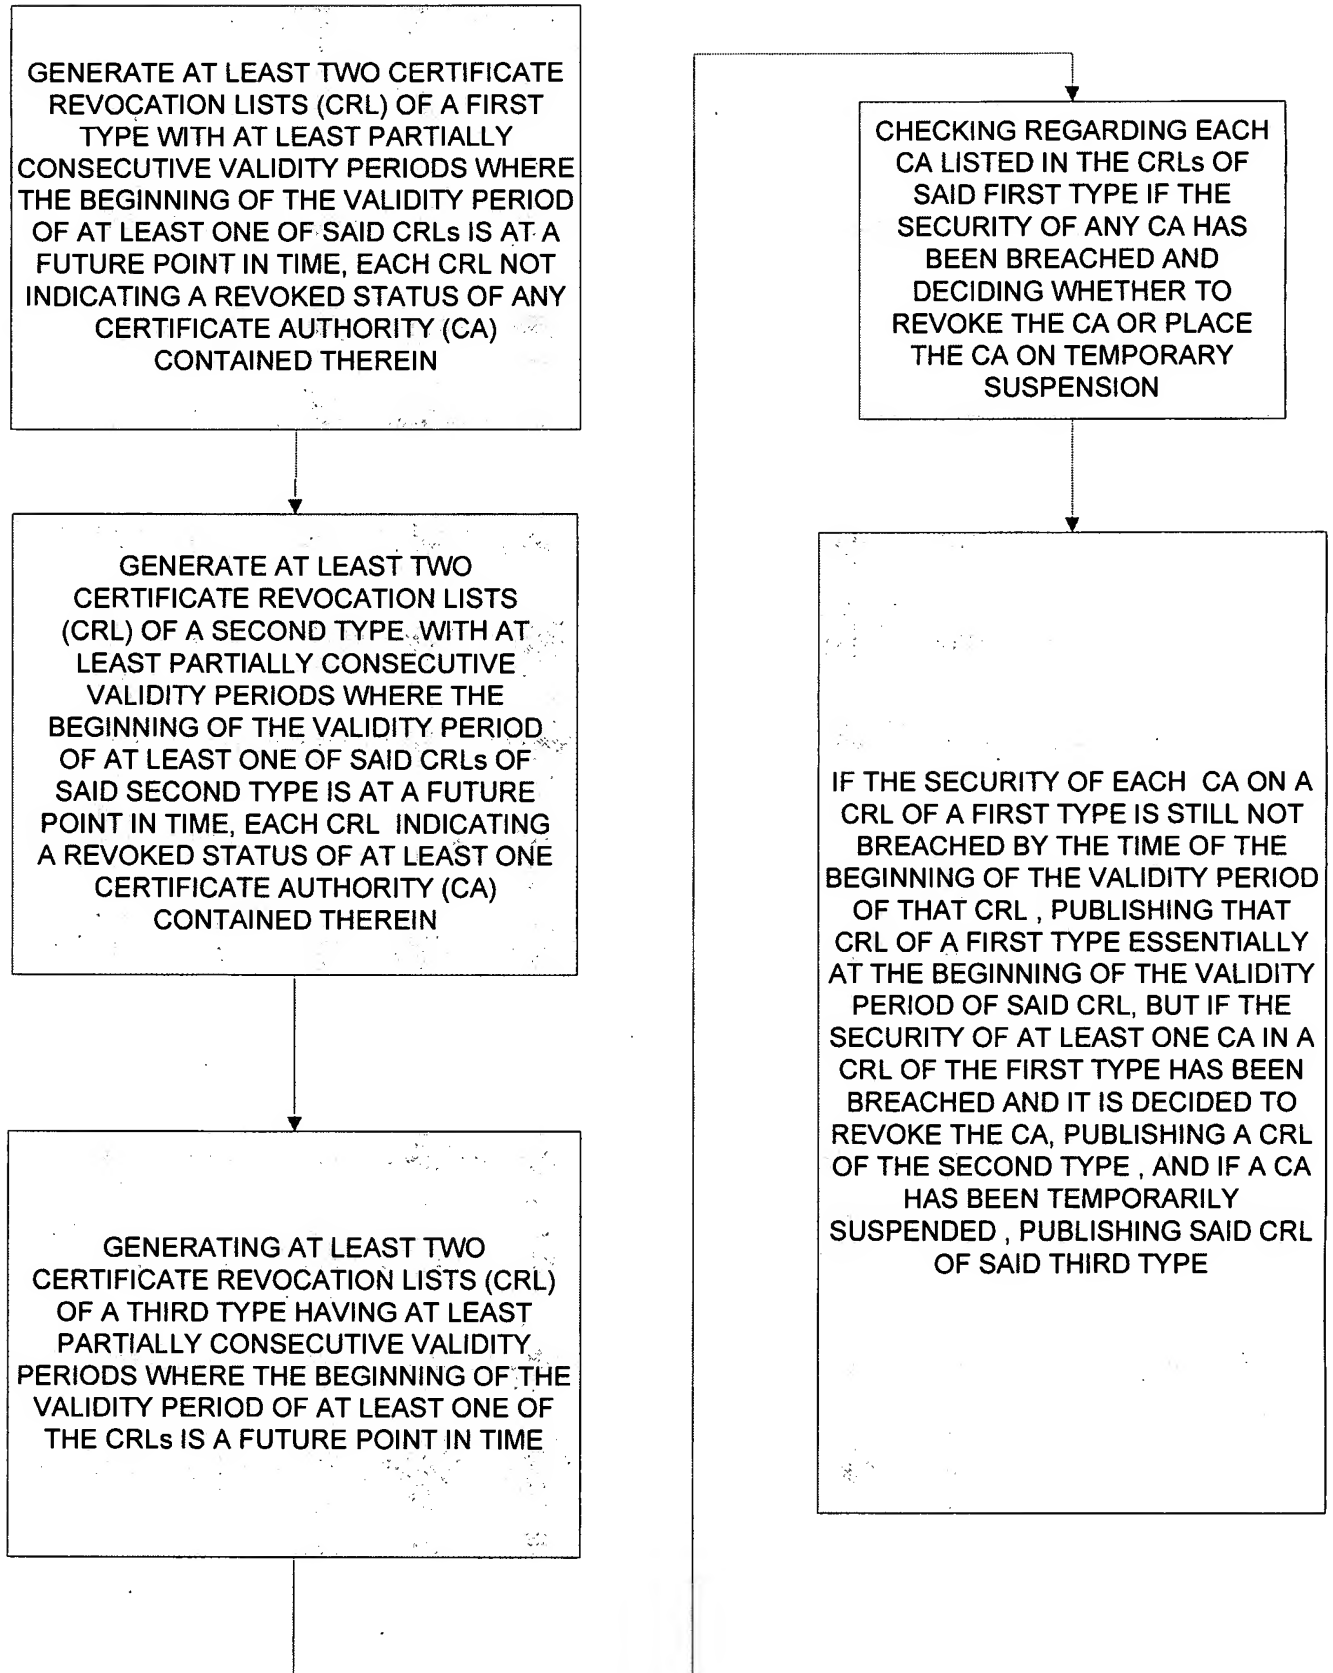 GENERATE AT LEAST TWO CERTIFICATE
REVOCATION LISTS (CRL) OF A FIRST
TYPE WITH AT LEAST PARTIALLY
CONSECUTIVE VALIDITY PERIODS WHERE
THE BEGINNING OF THE VALIDITY PERIOD
OF AT LEAST ONE OF SAID CRLs IS AT A
FUTURE POINT IN TIME, EACH CRL NOT
INDICATING A REVOKED STATUS OF ANY
CERTIFICATE AUTHORITY (CA)
CONTAINED THEREIN
GENERATE AT LEAST TWO
CERTIFICATE REVOCATION LISTS
(CRL) OF A SECOND TYPE WITH AT
LEAST PARTIALLY CONSECUTIVE
VALIDITY PERIODS WHERE THE
BEGINNING OF THE VALIDITY PERIOD
OF AT LEAST ONE OF SAID CRLs OF
SAID SECOND TYPE IS AT A FUTURE
POINT IN TIME, EACH CRL INDICATING
A REVOKED STATUS OF AT LEAST ONE
CERTIFICATE AUTHORITY (CA)
CONTAINED THEREIN
GENERATING AT LEAST TWO
CERTIFICATE REVOCATION LISTS (CRL)
OF A THIRD TYPE HAVING AT LEAST
PARTIALLY CONSECUTIVE VALIDITY
PERIODS WHERE THE BEGINNING OF THE
VALIDITY PERIOD OF AT LEAST ONE OF
THE CRLs IS A FUTURE POINT IN TIME
CHECKING REGARDING EACH
CA LISTED IN THE CRLs OF
SAID FIRST TYPE IF THE
SECURITY OF ANY CA HAS
BEEN BREACHED AND
DECIDING WHETHER TO
REVOKE THE CA OR PLACE
THE CA ON TEMPORARY
SUSPENSION
IF THE SECURITY OF EACH CA ON A
CRL OF A FIRST TYPE IS STILL NOT
BREACHED BY THE TIME OF THE
BEGINNING OF THE VALIDITY PERIOD
OF THAT CRL , PUBLISHING THAT
CRL OF A FIRST TYPE ESSENTIALLY
AT THE BEGINNING OF THE VALIDITY
PERIOD OF SAID CRL, BUT IF THE
SECURITY OF AT LEAST ONE CA IN A
CRL OF THE FIRST TYPE HAS BEEN
BREACHED AND IT IS DECIDED TO
REVOKE THE CA, PUBLISHING A CRL
OF THE SECOND TYPE , AND IF A CA
HAS BEEN TEMPORARILY
SUSPENDED , PUBLISHING SAID CRL
OF SAID THIRD TYPE